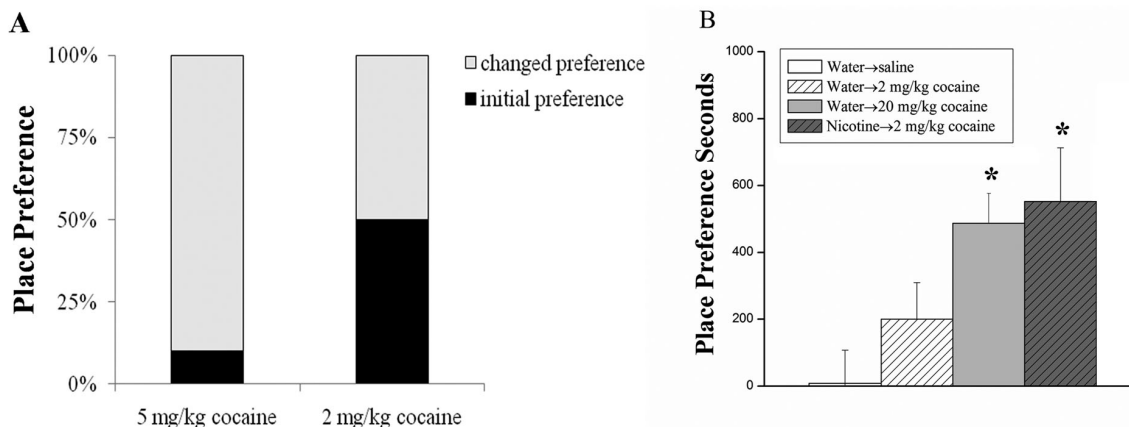 A
Place Preference
100%
75%
50%
25%
0%
changed preference
initial preference
5 mg/kg cocaine
2 mg/kg cocaine
B
Place Preference Seconds
1000
800
600
400
200
0
Water→saline
Water→2 mg/kg cocaine
Water→20 mg/kg cocaine
Nicotine→2 mg/kg cocaine
*
*